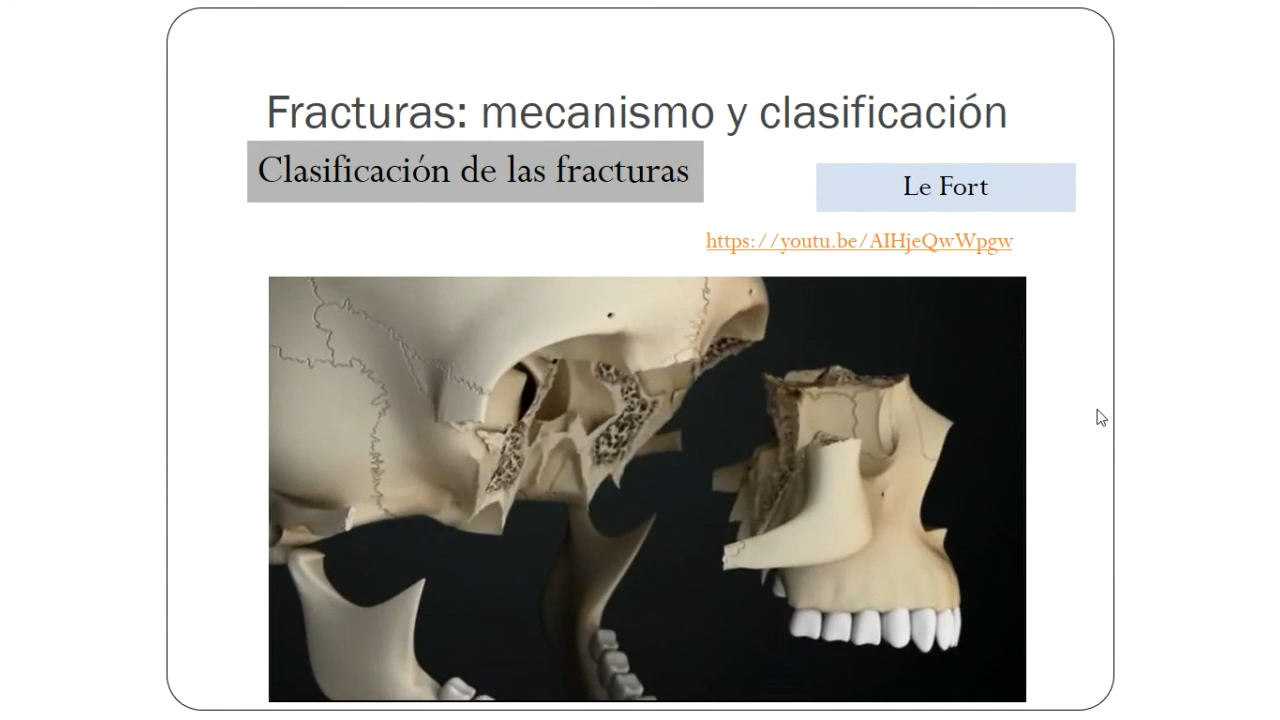 Fracturas: mecanismo y clasificación
Clasificación de las fracturas
Le Fort
https://youtu.be/AIHjeQwWpgw